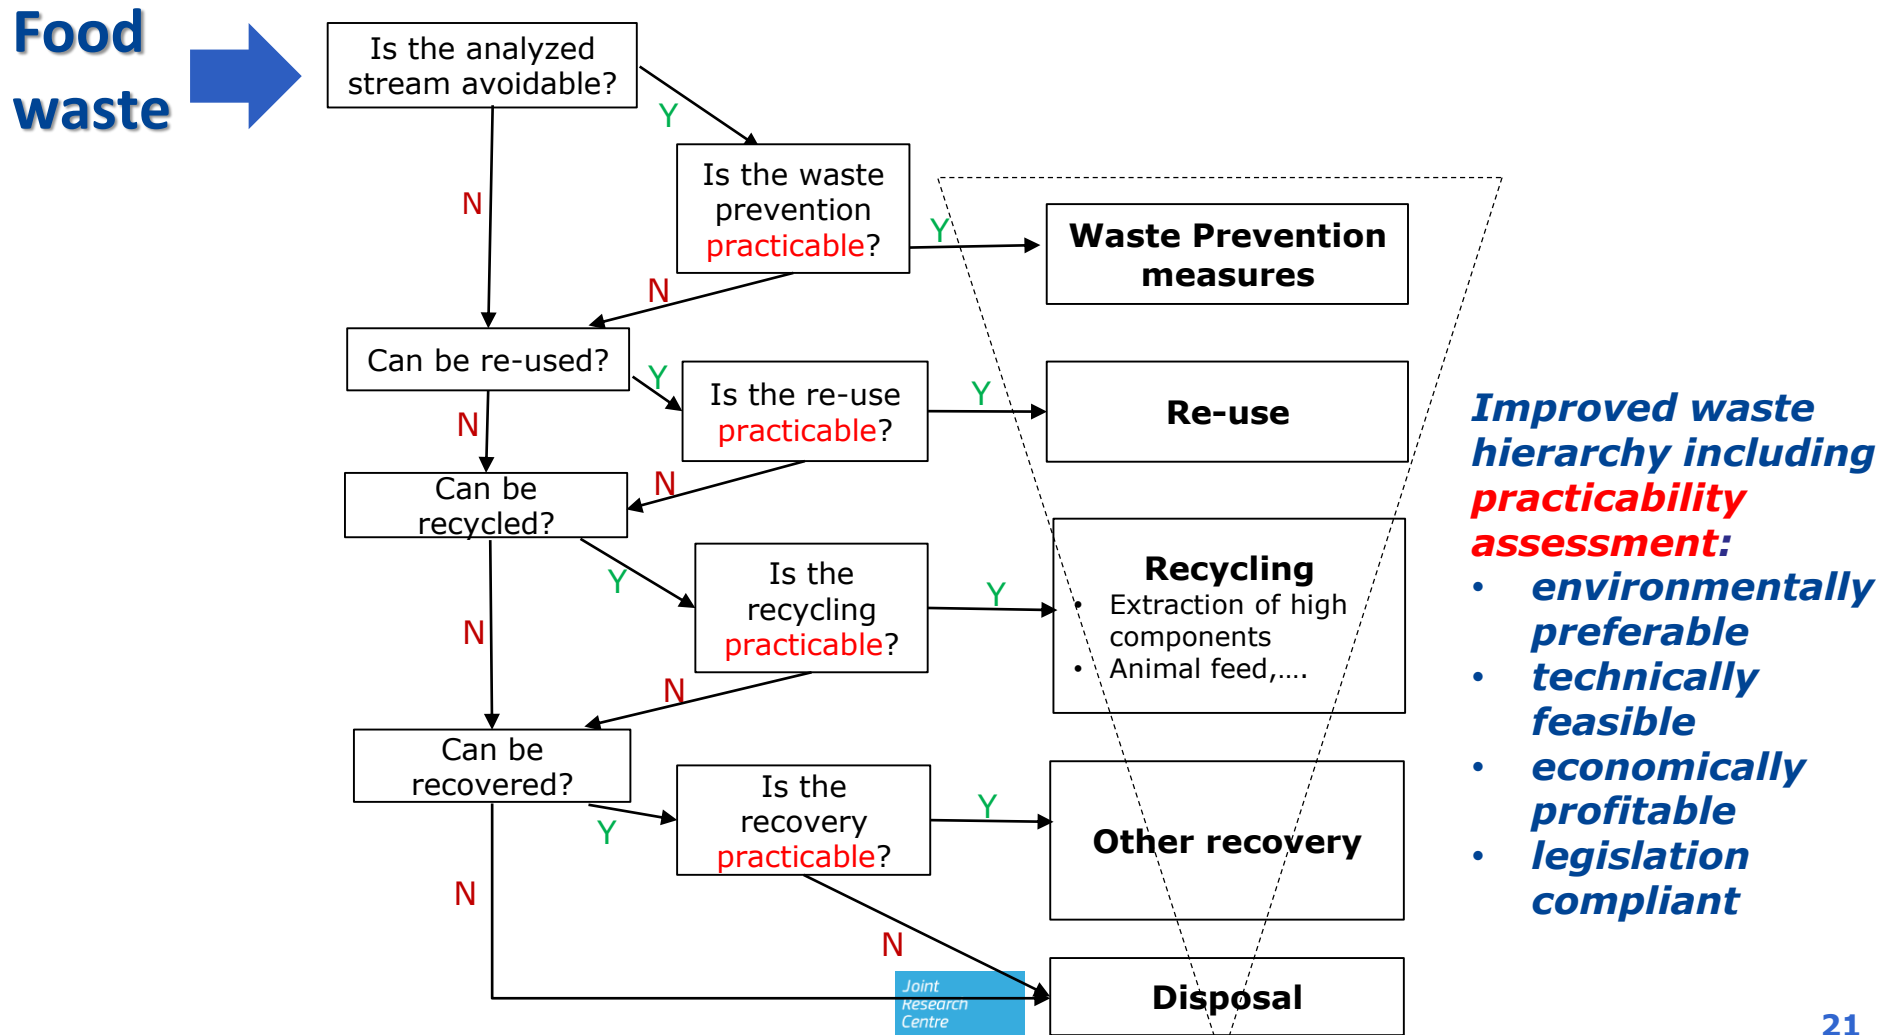 Food
waste
Is the analyzed
stream avoidable?
Y
N
Is the waste
prevention
practicable?
Y
N
Waste Prevention
measures
Can be re-used?
Y
N
Is the re-use
practicable?
Y
N
Re-use
Can be
recycled?
Y
N
Is the
recycling
practicable?
Y
N
Recycling
• Extraction of high
components
• Animal feed,....
Can be
recovered?
Y
N
Is the
recovery
practicable?
Y
N
Other recovery
Disposal
Improved waste
hierarchy including
practicability
assessment:
• environmentally
preferable
• technically
feasible
• economically
profitable
• legislation
compliant
Joint
Research
Centre
21